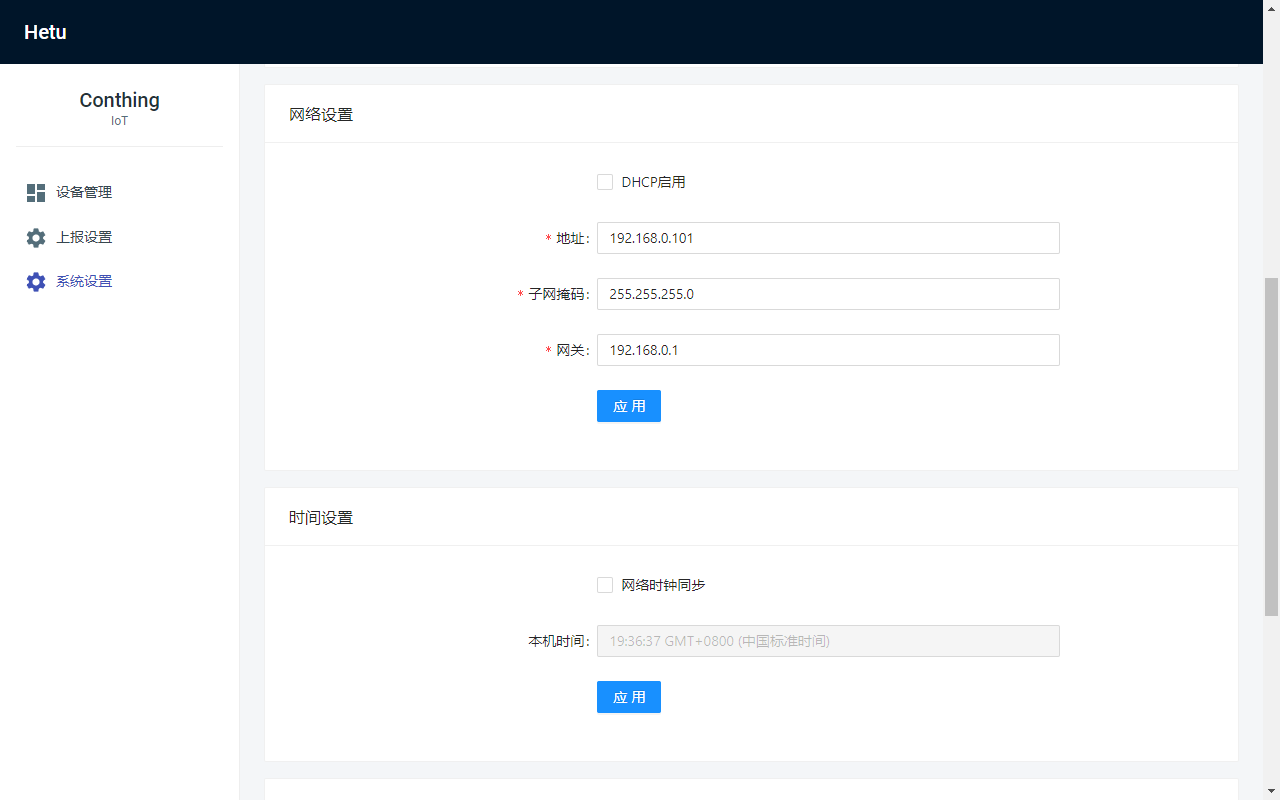 Hetu
Conthing
IoT
设备管理
上报设置
系统设置
网络设置
DHCP启用
* 地址:
192.168.0.101
* 子网掩码:
255.255.255.0
* 网关:
192.168.0.1
应 用
时间设置
网络时钟同步
本机时间:
19:36:37 GMT+0800 (中国标准时间)
应 用